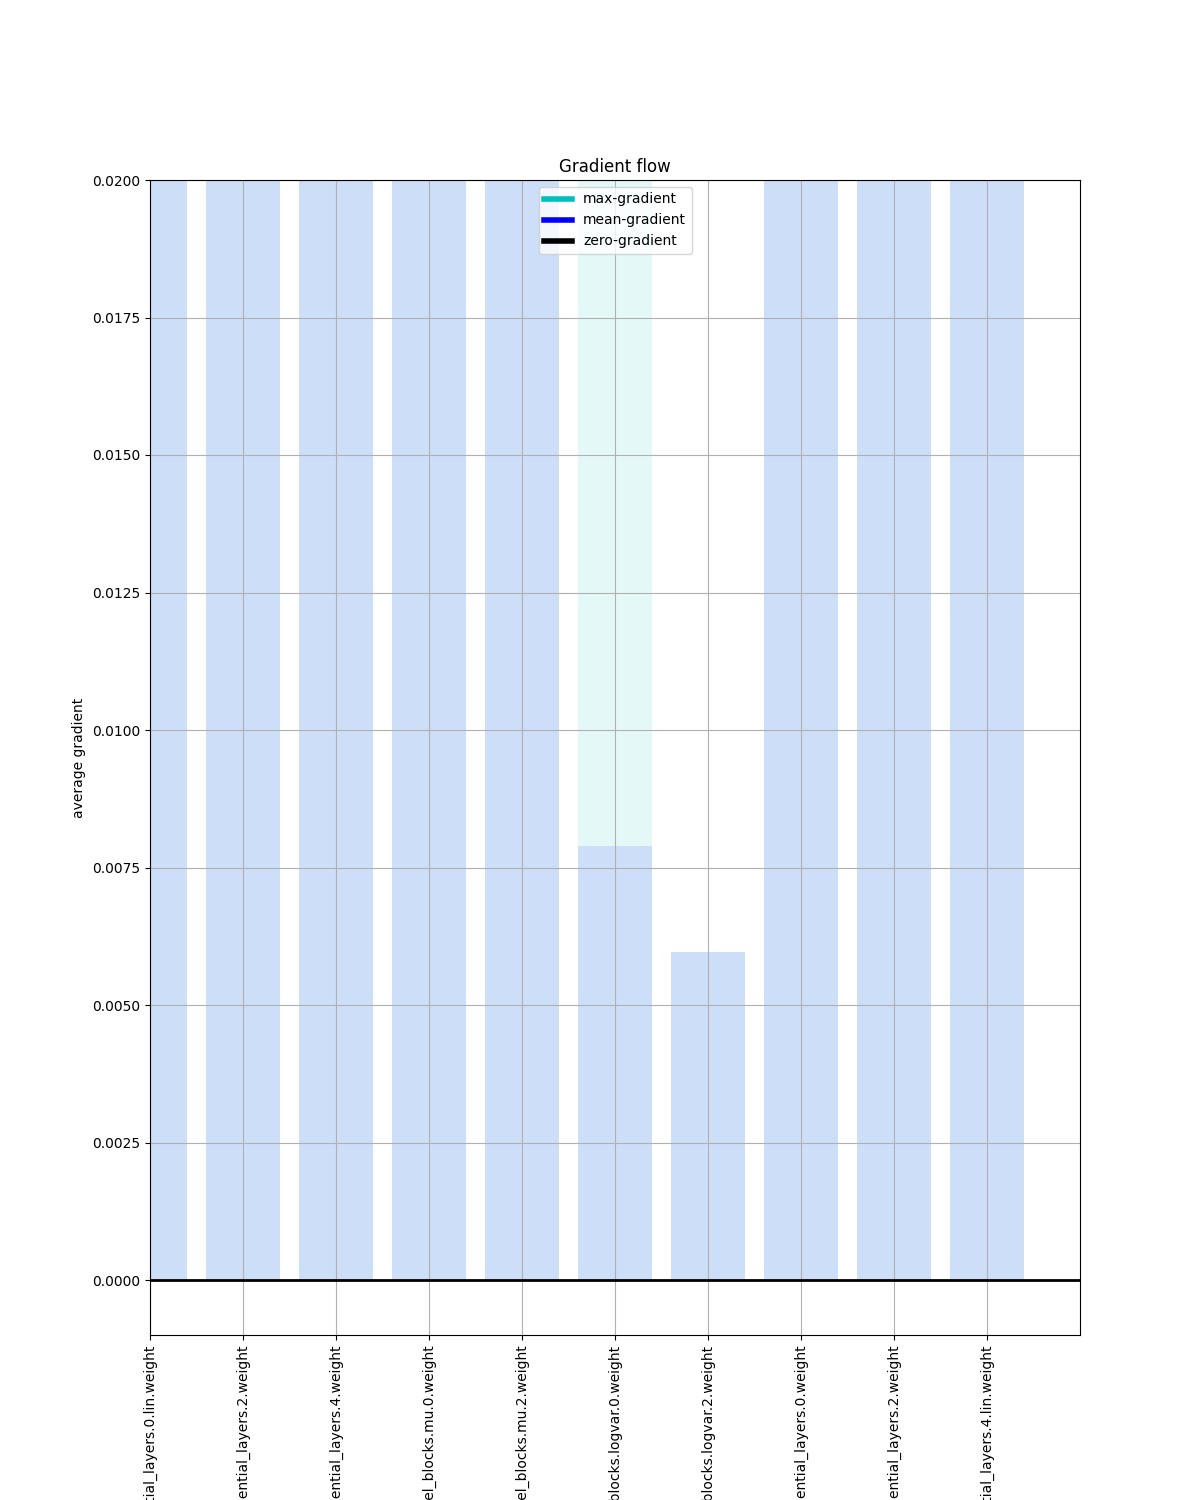 Gradient flow
max-gradient
mean-gradient
zero-gradient
0.0200
0.0175
0.0150
0.0125
0.0100
0.0075
0.0050
0.0025
0.0000
average gradient
tial_layers.0.lin.weight
ential_layers.2.weight
ential_layers.4.weight
el_blocks.mu.0.weight
el_blocks.mu.2.weight
blocks.logvar.0.weight
blocks.logvar.2.weight
ential_layers.0.weight
ential_layers.2.weight
tial_layers.4.lin.weight